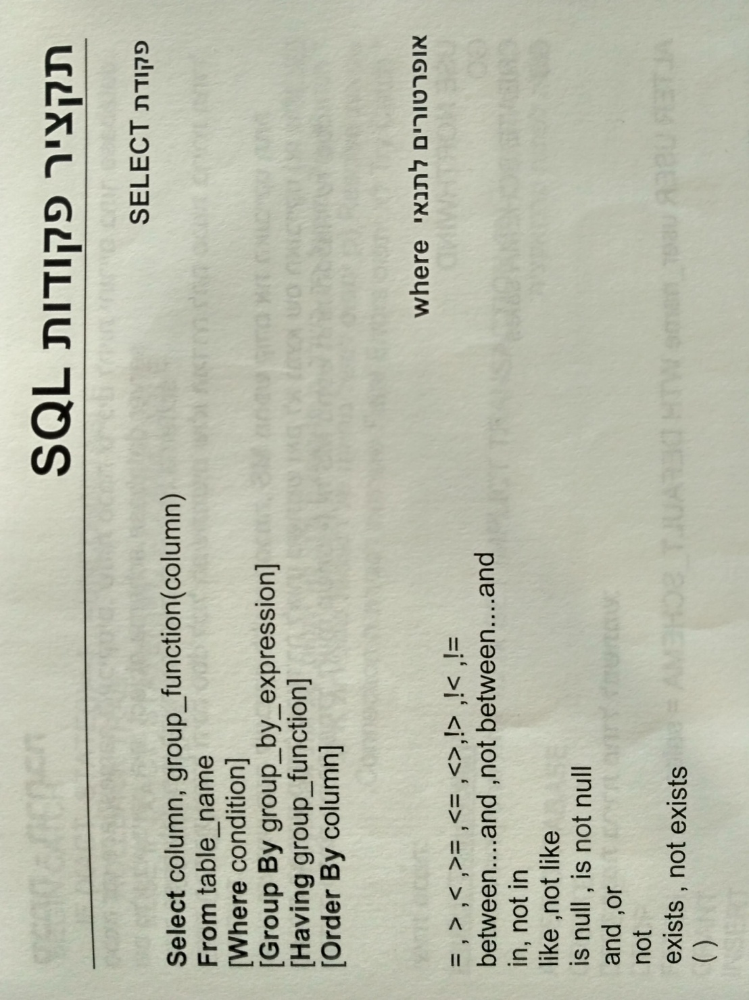 תקציר פקודות SQL
פקודת SELECT
Select column, group_function(column)
From table_name
[Where condition]
[Group By group_by_expression]
[Having group_function]
[Order By column]
אופרטורים לתנאי where
= , > ,< ,>= ,<= ,<>,!> ,!< ,!=
between....and ,not between....and
in, not in
like ,not like
is null , is not null
and ,or
not
exists , not exists
( )